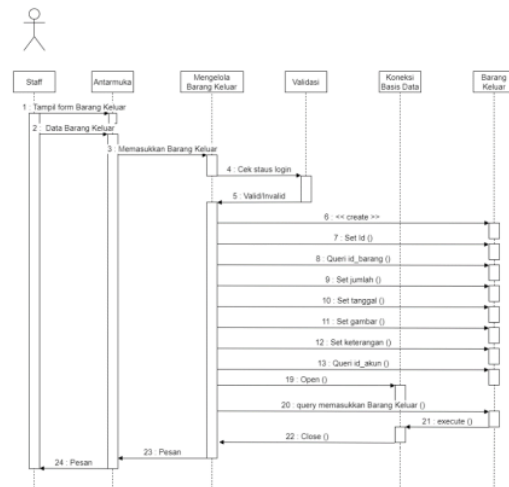 Staff
Antarmuka
Mengelola
Barang Keluar
Validasi
Koneksi
Basis Data
Barang
Keluar
1 : Tampil form Barang Keluar
2 : Data Barang Keluar
3 : Memasukkan Barang Keluar
4 : Cek staus login
5 : Valid/Invalid
6 : << create >>
7 : Set Id ()
8 : Queri id_barang ()
9 : Set jumlah ()
10 : Set tanggal ()
11 : Set gambar ()
12 : Set keterangan ()
13 : Queri id_akun ()
19 : Open ()
20 : query memasukkan Barang Keluar ()
21 : execute ()
22 : Close ()
23 : Pesan
24 : Pesan